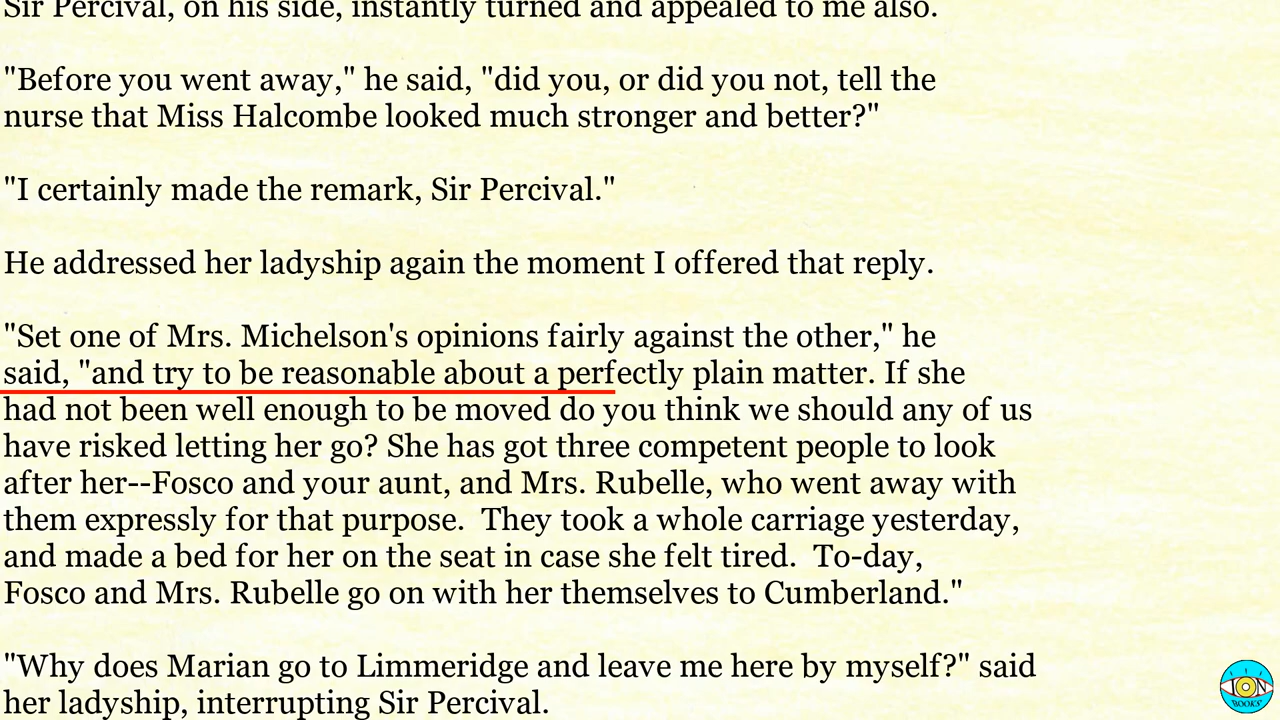 Sir Percival, on his side, instantly turned and appealed to me also.
"Before you went away," he said, "did you, or did you not, tell the
nurse that Miss Halcombe looked much stronger and better?"
"I certainly made the remark, Sir Percival."
He addressed her ladyship again the moment I offered that reply.
"Set one of Mrs. Michelson's opinions fairly against the other," he
said, "and try to be reasonable about a perfectly plain matter. If she
had not been well enough to be moved do you think we should any of us
have risked letting her go? She has got three competent people to look
after her--Fosco and your aunt, and Mrs. Rubelle, who went away with
them expressly for that purpose.  They took a whole carriage yesterday,
and made a bed for her on the seat in case she felt tired.  To-day,
Fosco and Mrs. Rubelle go on with her themselves to Cumberland."
"Why does Marian go to Limmeridge and leave me here by myself?" said
her ladyship, interrupting Sir Percival.
ION
BOOKS